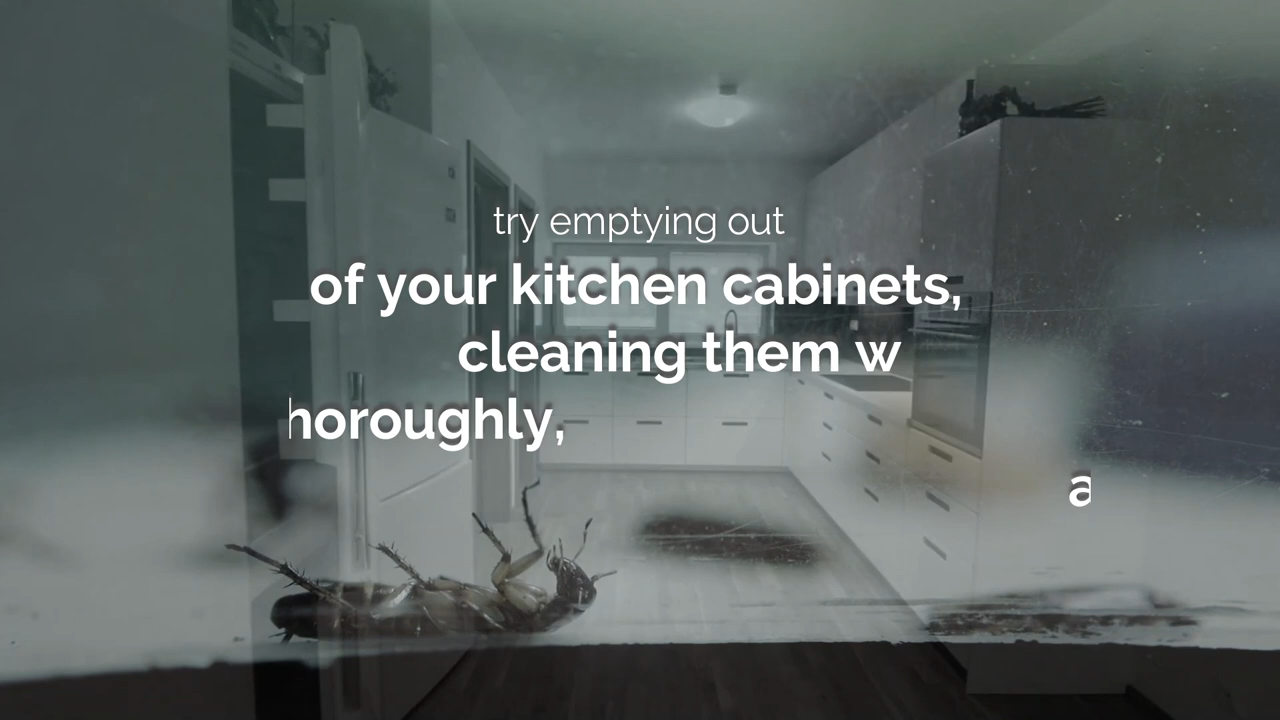 try emptying out
of your kitchen cabinets,
cleaning them w
horoughly,
a